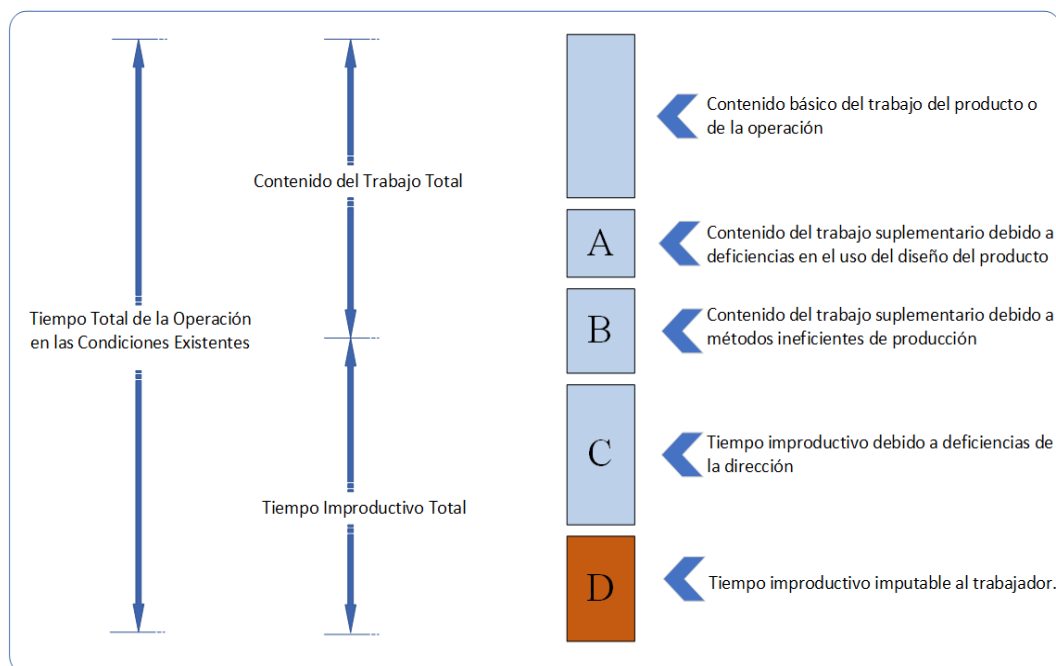 Contenido básico del trabajo del producto o
de la operación
Contenido del Trabajo Total
A
Contenido del trabajo suplementario debido a
deficiencias en el uso del diseño del producto
Tiempo Total de la Operación
en las Condiciones Existentes
B
Contenido del trabajo suplementario debido a
métodos ineficientes de producción
C
Tiempo improductivo debido a deficiencias de
la dirección
Tiempo Improductivo Total
D
Tiempo improductivo imputable al trabajador.